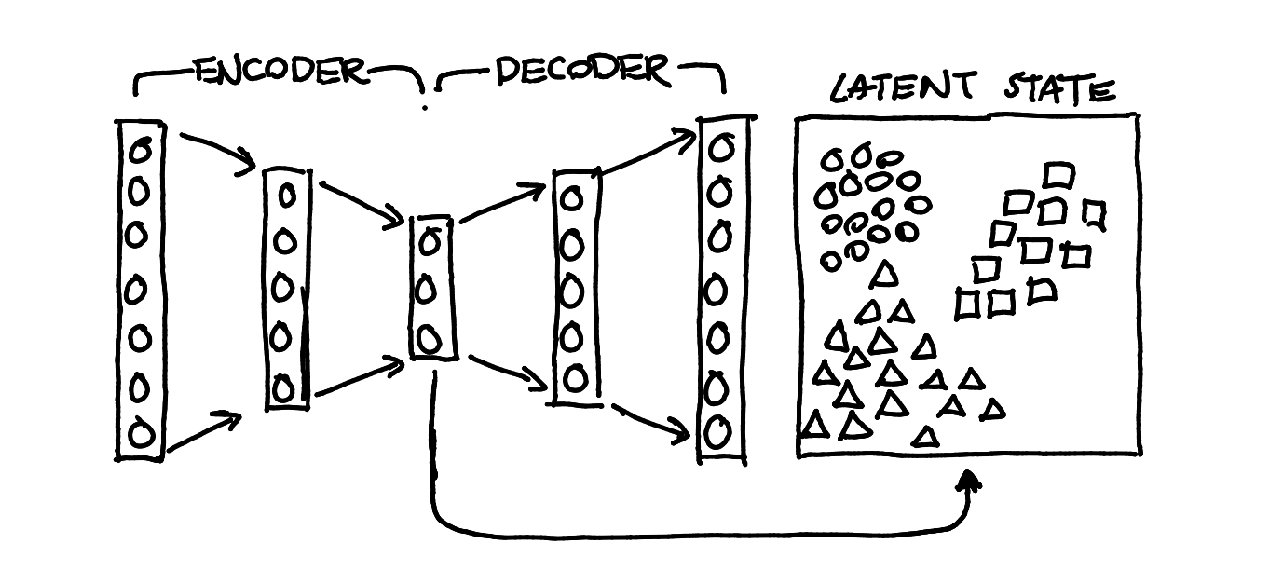 ENCODER
DECODER
LATENT STATE